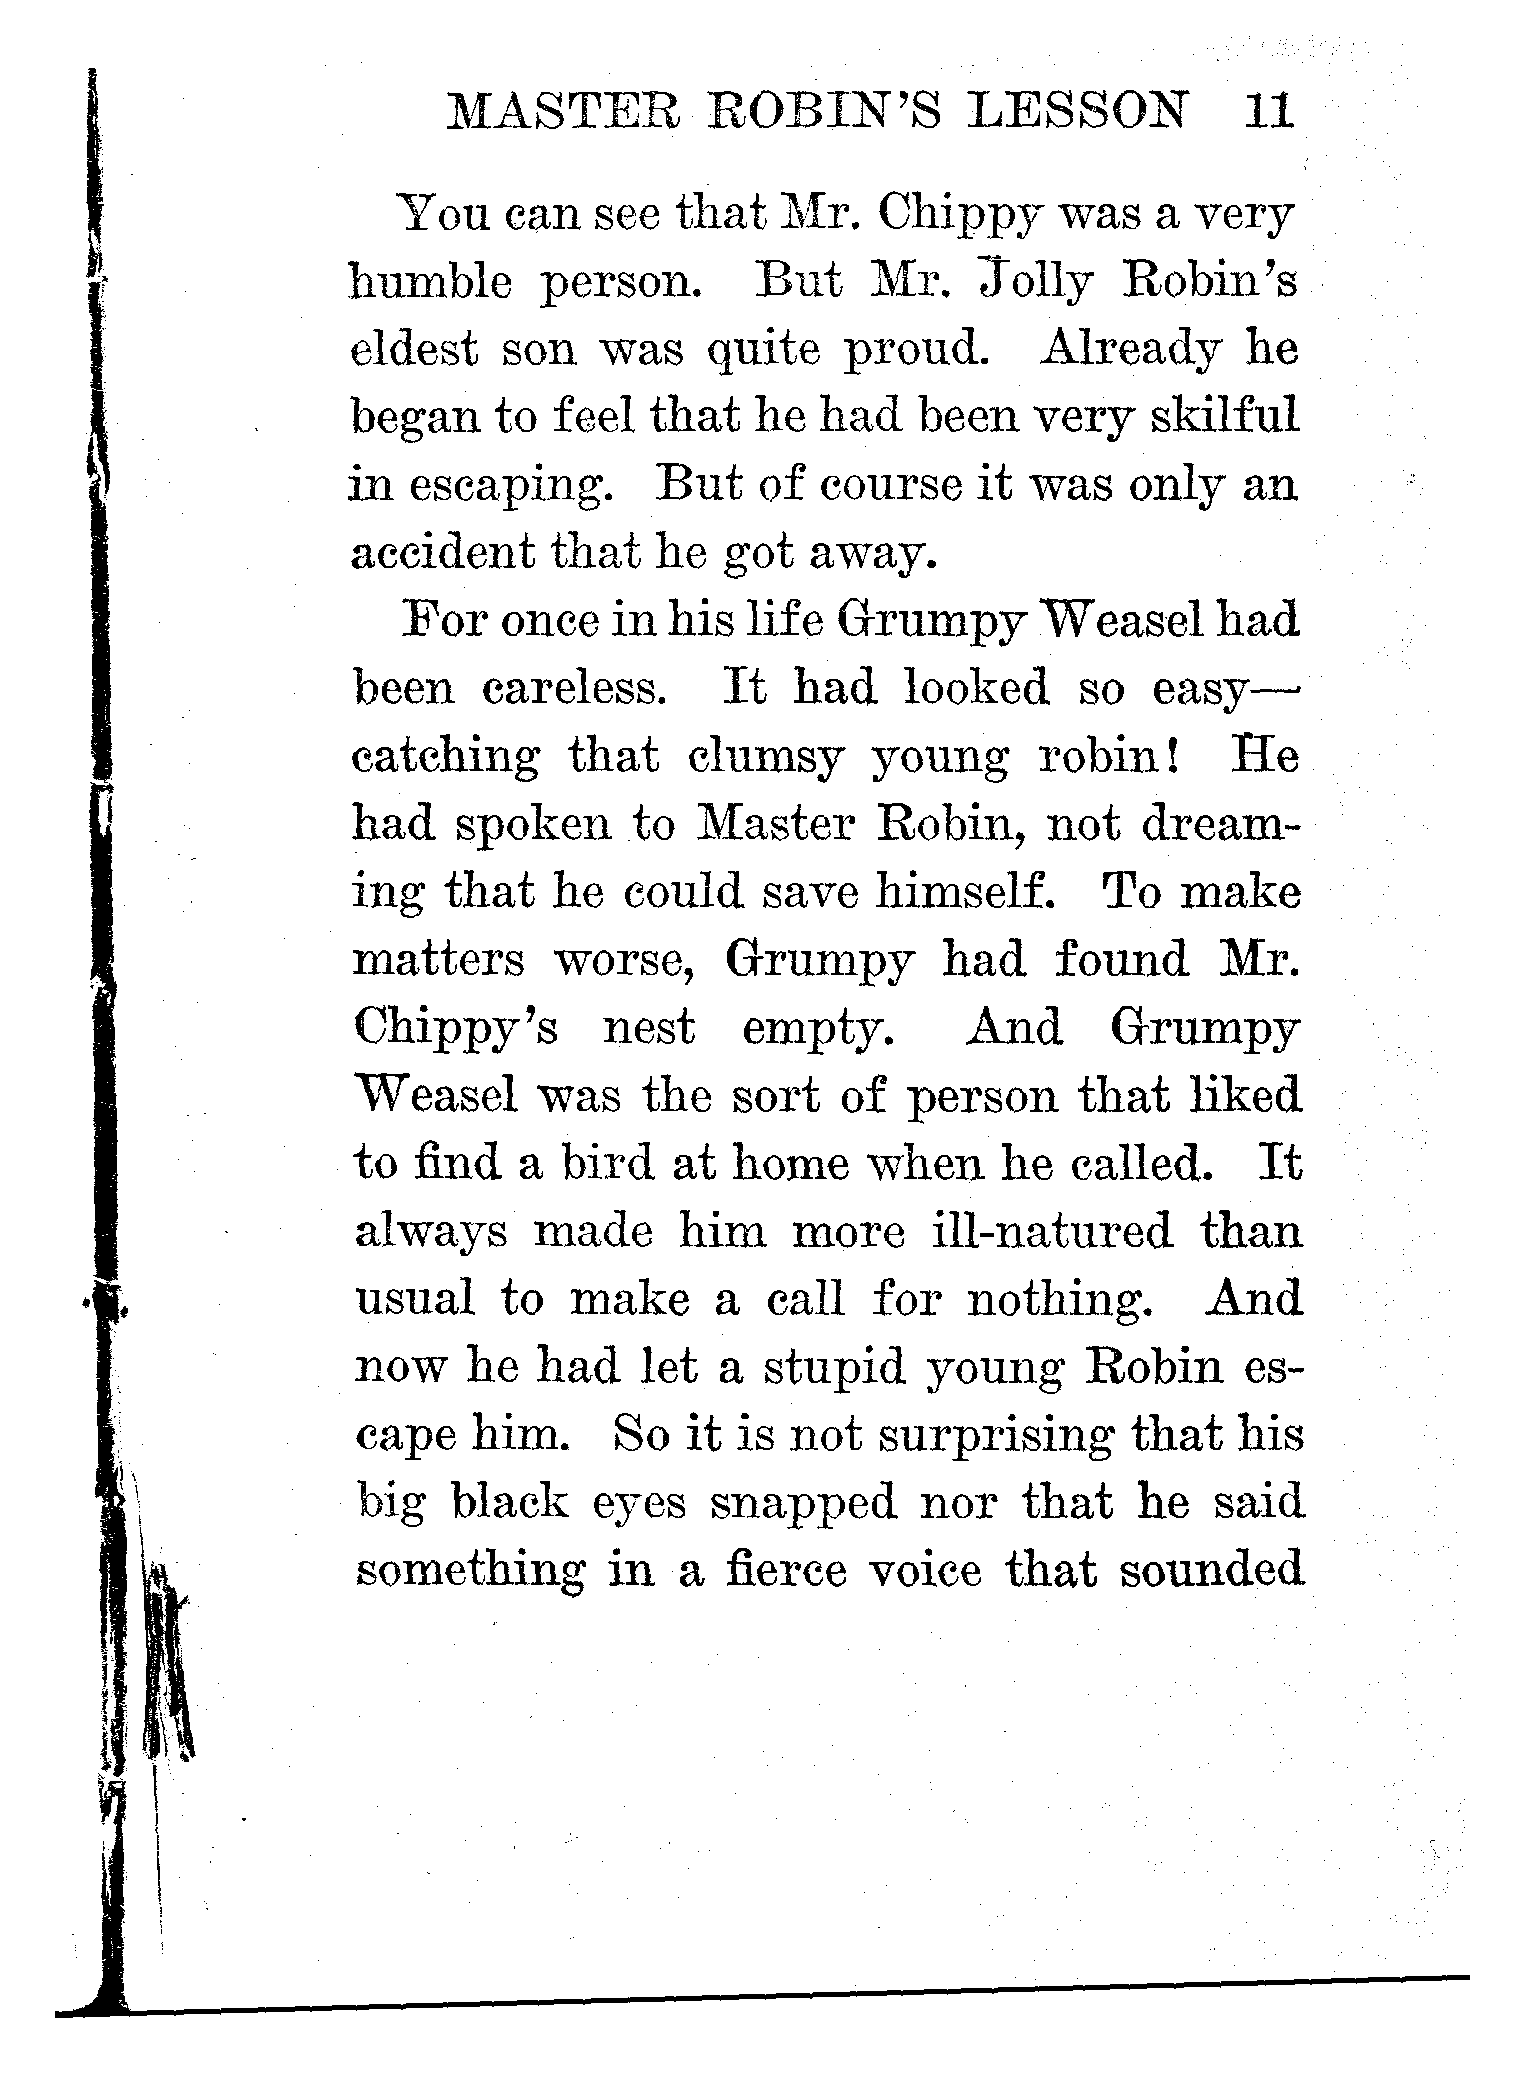 MASTER ROBIN'S LESSON 11
You can see that Mr. Chippy was a very
humble person. But Mr. Jolly Robin's
eldest son was quite proud. Already he
began to feel that he had been very skilful
in escaping. But of course it was only an
accident that he got away.
For once in his life Grumpy Weasel had
been careless. It had looked so easy—
catching that clumsy young robin! He
had spoken to Master Robin, not dream-
ing that he could save himself. To make
matters worse, Grumpy had found Mr.
Chippy's nest empty. And Grumpy
Weasel was the sort of person that liked
to find a bird at home when he called. It
always made him more ill-natured than
usual to make a call for nothing. And
now he had let a stupid young Robin es-
cape him. So it is not surprising that his
big black eyes snapped nor that he said
something in a fierce voice that sounded